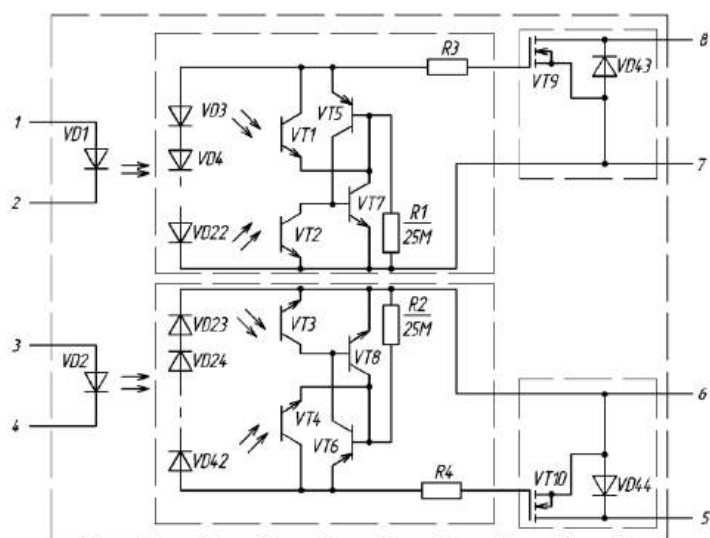 R3
8
VT9
VD43
1
VD1
VD3
VT1
VT5
VD4
7
2
VT7
R1
25M
VD22
VT2
VD23
VT3
R2
25M
3
VD2
VD24
VT8
6
4
VT4
VT6
VD42
R4
VT10
VD44
5